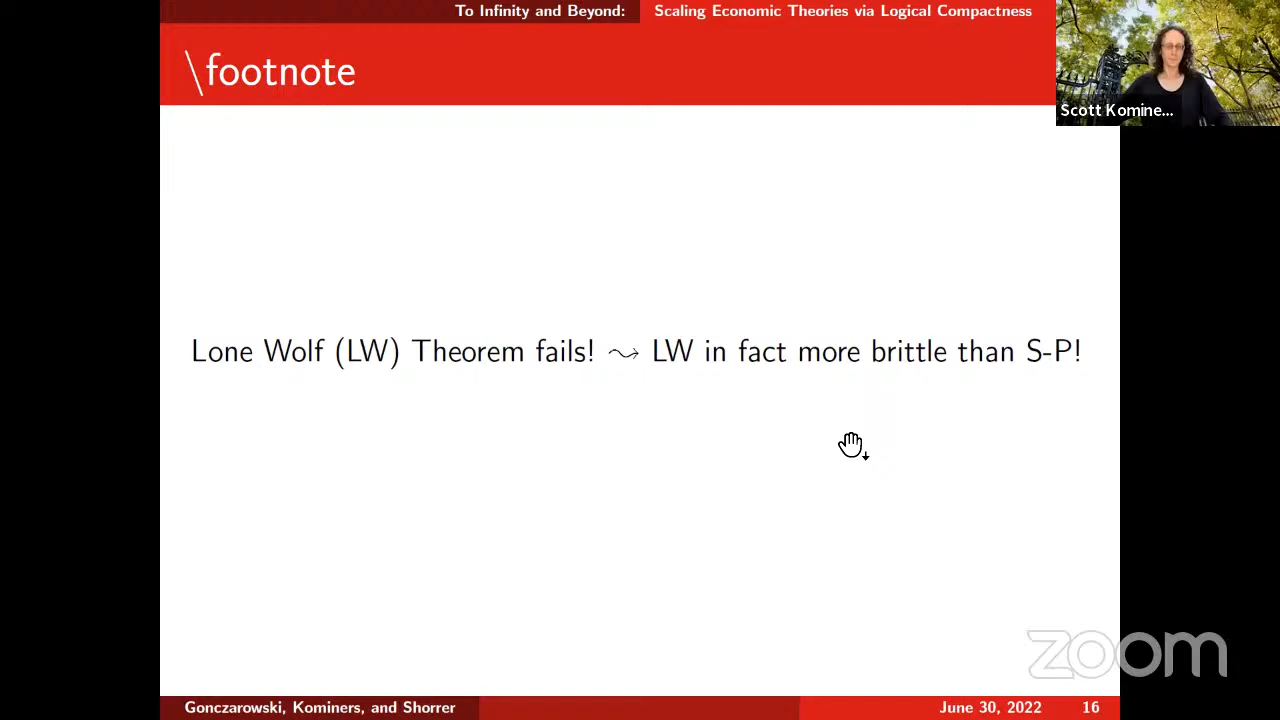 To Infinity and Beyond: Scaling Economic Theories via Logical Compactness
\footnote
Scott Komine...
Lone Wolf (LW) Theorem fails! ⤳ LW in fact more brittle than S-P!
zoom
Gonczarowski, Kominers, and Shorrer June 30, 2022 16